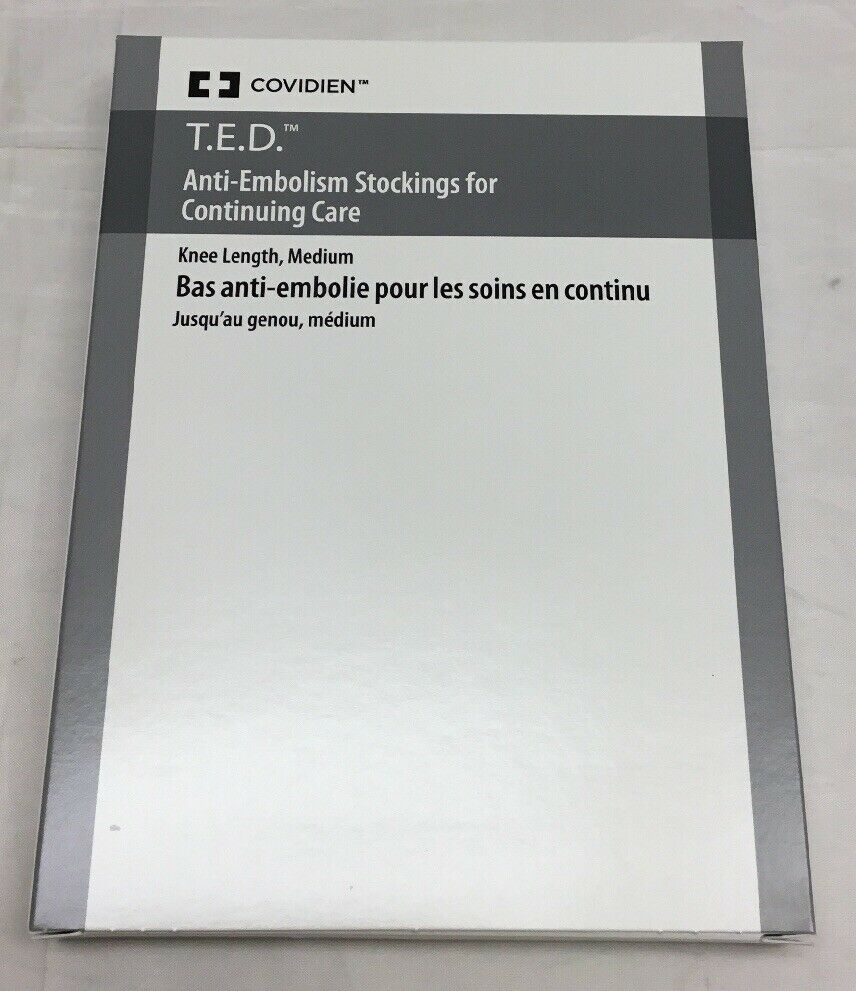 COVIDIEN™
T.E.D.™
Anti-Embolism Stockings for
Continuing Care
Knee Length, Medium
Bas anti-embolie pour les soins en continu
Jusqu'au genou, médium